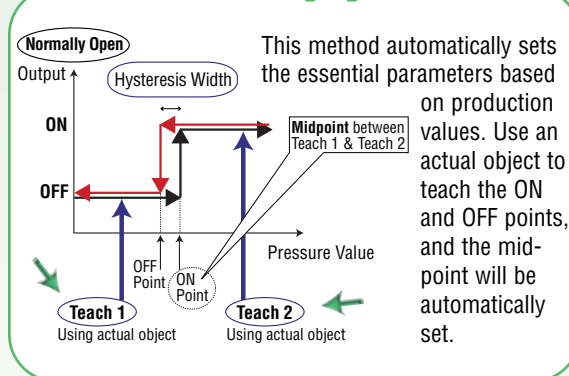 Normally Open
Output
Hysteresis Width
ON
OFF
Midpoint between
Teach 1 & Teach 2
Pressure Value
OFF
Point
ON
Point
Teach 1
Using actual object
Teach 2
Using actual object
This method automatically sets
the essential parameters based
on production
values. Use an
actual object to
teach the ON
and OFF points,
and the mid-
point will be
automatically
set.